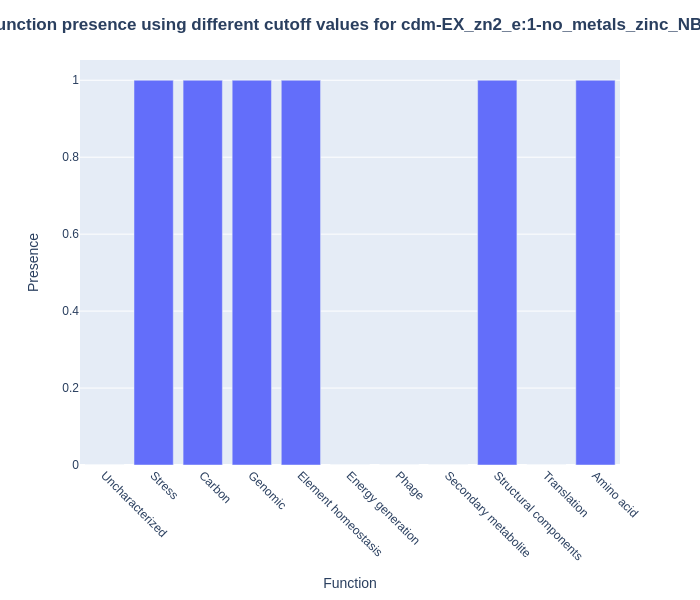 unction presence using different cutoff values for cdm-EX_zn2_e:1-no_metals_zinc_NB
1
0.8
0.6
0.4
0.2
0
Presence
Uncharacterized
Stress
Carbon
Genomic
Element homeostasis
Energy generation
Phage
Secondary metabolite
Structural components
Translation
Amino acid
Function